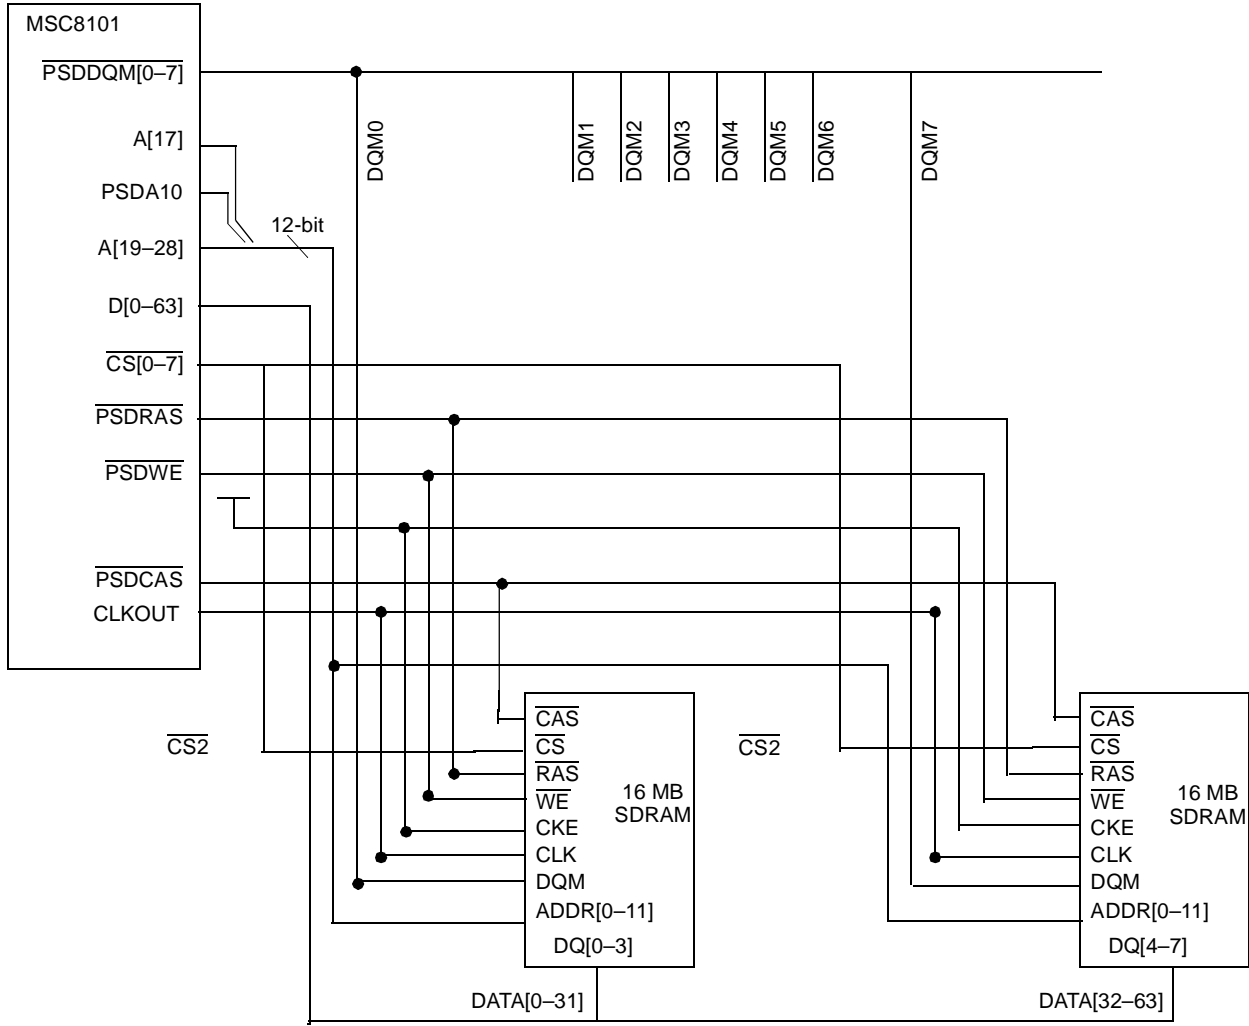 MSC8101
PSDDQM[0–7]
A[17]
PSDA10
A[19–28]
D[0–63]
CS[0–7]
PSDRAS
PSDWE
PSDCAS
CLKOUT
12-bit
DQM0
DQM1
DQM2
DQM3
DQM4
DQM5
DQM6
DQM7
CS2
CAS
CS
RAS
WE
CKE
CLK
DQM
ADDR[0–11]
DQ[0–3]
16 MB
SDRAM
DATA[0–31]
CS2
CAS
CS
RAS
WE
CKE
CLK
DQM
ADDR[0–11]
DQ[4–7]
16 MB
SDRAM
DATA[32–63]